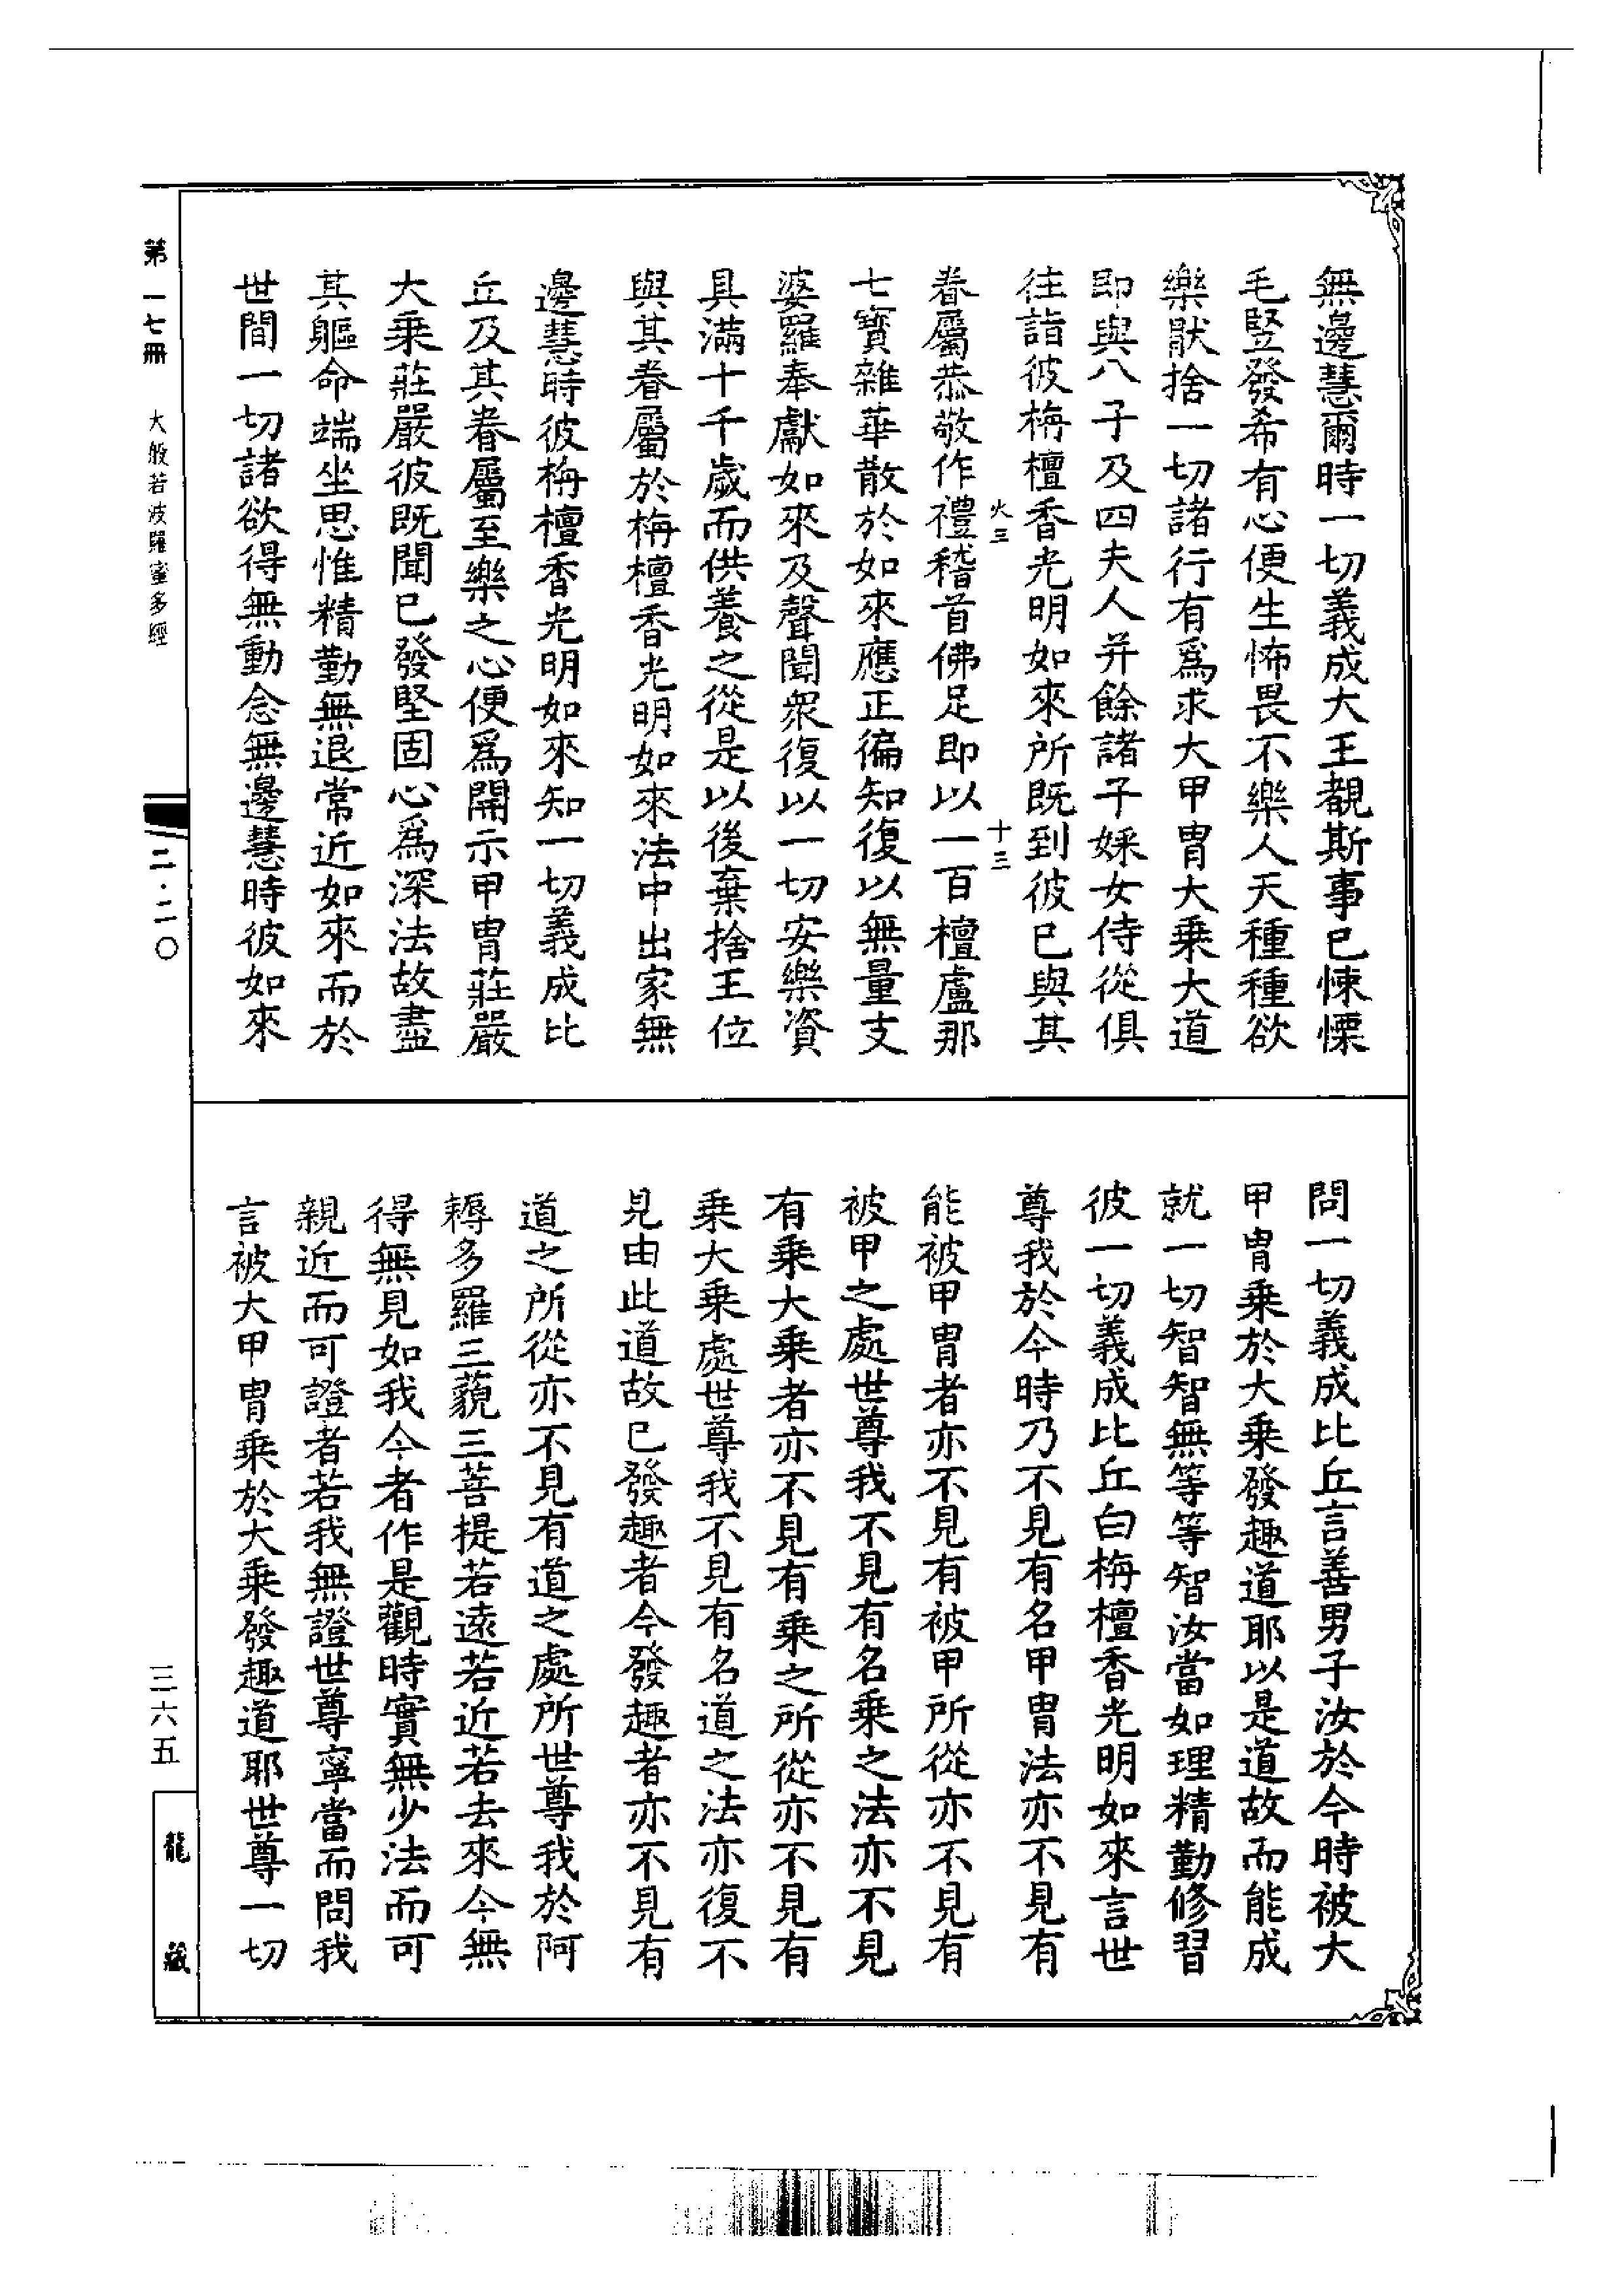 無邊慧爾時一切義成大王覩斯事已悚慄
毛豎發希有心便生怖畏不樂人天種種欲
樂猒捨一切諸行有爲求大甲冑大乗大道
即與八子及四夫人并餘諸子婇女侍從俱
往詣彼栴檀香光明如來所既到彼已與其
眷屬恭敬作禮稽首佛足即以一百檀盧那
火三
十三
七寳雜華散於如來應正徧知復以無量支
婆羅奉獻如來及聲聞衆復以一切安樂資
具滿十千歲而供養之從是以後棄捨王位
與其眷屬於栴檀香光明如來法中出家無
邊慧時彼栴檀香光明如來知一切義成比
丘及其眷屬至樂之心便爲開示甲冑莊嚴
大乗莊嚴彼既聞已發堅固心爲深法故盡
其軀命端坐思惟精勤無退常近如來而於
世間一切諸欲得無動念無邊慧時彼如來
問一切義成比丘言善男子汝於今時被大
甲冑乗於大乗發趣道耶以是道故而能成
就一切智智無等等智汝當如理精勤修習
彼一切義成比丘白栴檀香光明如來言世
尊我於今時乃不見有名甲冑法亦不見有
能被甲冑者亦不見有被甲所從亦不見有
被甲之處世尊我不見有名乗之法亦不見
有乗大乗者亦不見有乗之所從亦不見有
乗大乗處世尊我不見有名道之法亦復不
見由此道故已發趣者今發趣者亦不見有
道之所從亦不見有道之處所世尊我於阿
耨多羅三藐三菩提若遠若近若去來今無
得無見如我今者作是觀時實無少法而可
親近而可證者若我無證世尊寧當而問我
言被大甲冑乗於大乗發趣道耶世尊一切
第一七冊
大般若波羅蜜多經
二·二〇
三六五
龍藏